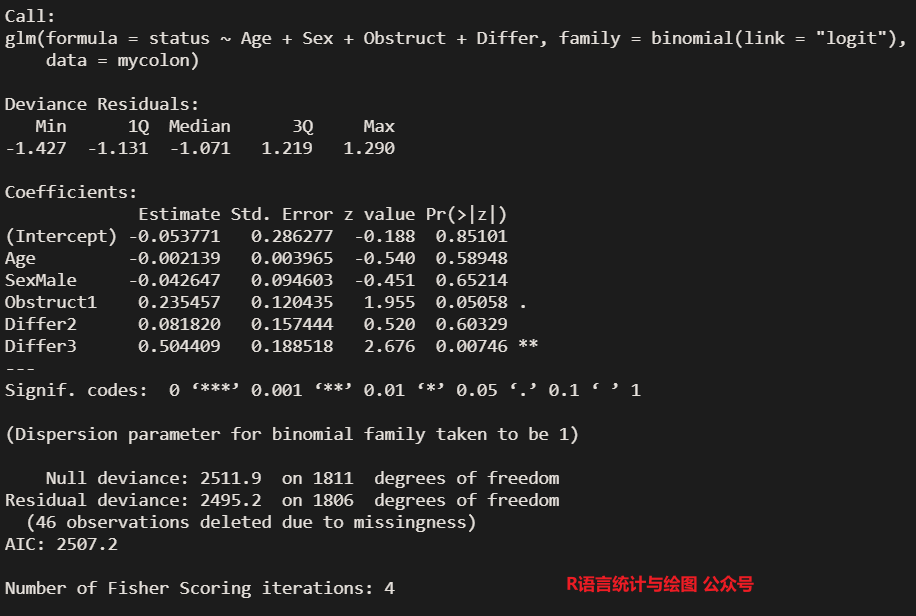 Call:
glm(formula = status ~ Age + Sex + Obstruct + Differ, family = binomial(link = "logit"),
    data = mycolon)
Deviance Residuals:
   Min      1Q  Median      3Q     Max
-1.427  -1.131  -1.071   1.219   1.290
Coefficients:
             Estimate Std. Error z value Pr(>|z|)
(Intercept) -0.053771   0.286277  -0.188  0.85101
Age         -0.002139   0.003965  -0.540  0.58948
SexMale     -0.042647   0.094603  -0.451  0.65214
Obstruct1    0.235457   0.120435   1.955  0.05058 .
Differ2      0.081820   0.157444   0.520  0.60329
Differ3      0.504409   0.188518   2.676  0.00746 **
---
Signif. codes:  0 ‘***’ 0.001 ‘**’ 0.01 ‘*’ 0.05 ‘.’ 0.1 ‘ ’ 1
(Dispersion parameter for binomial family taken to be 1)
    Null deviance: 2511.9  on 1811  degrees of freedom
Residual deviance: 2495.2  on 1806  degrees of freedom
  (46 observations deleted due to missingness)
AIC: 2507.2
Number of Fisher Scoring iterations: 4
R语言统计与绘图 公众号